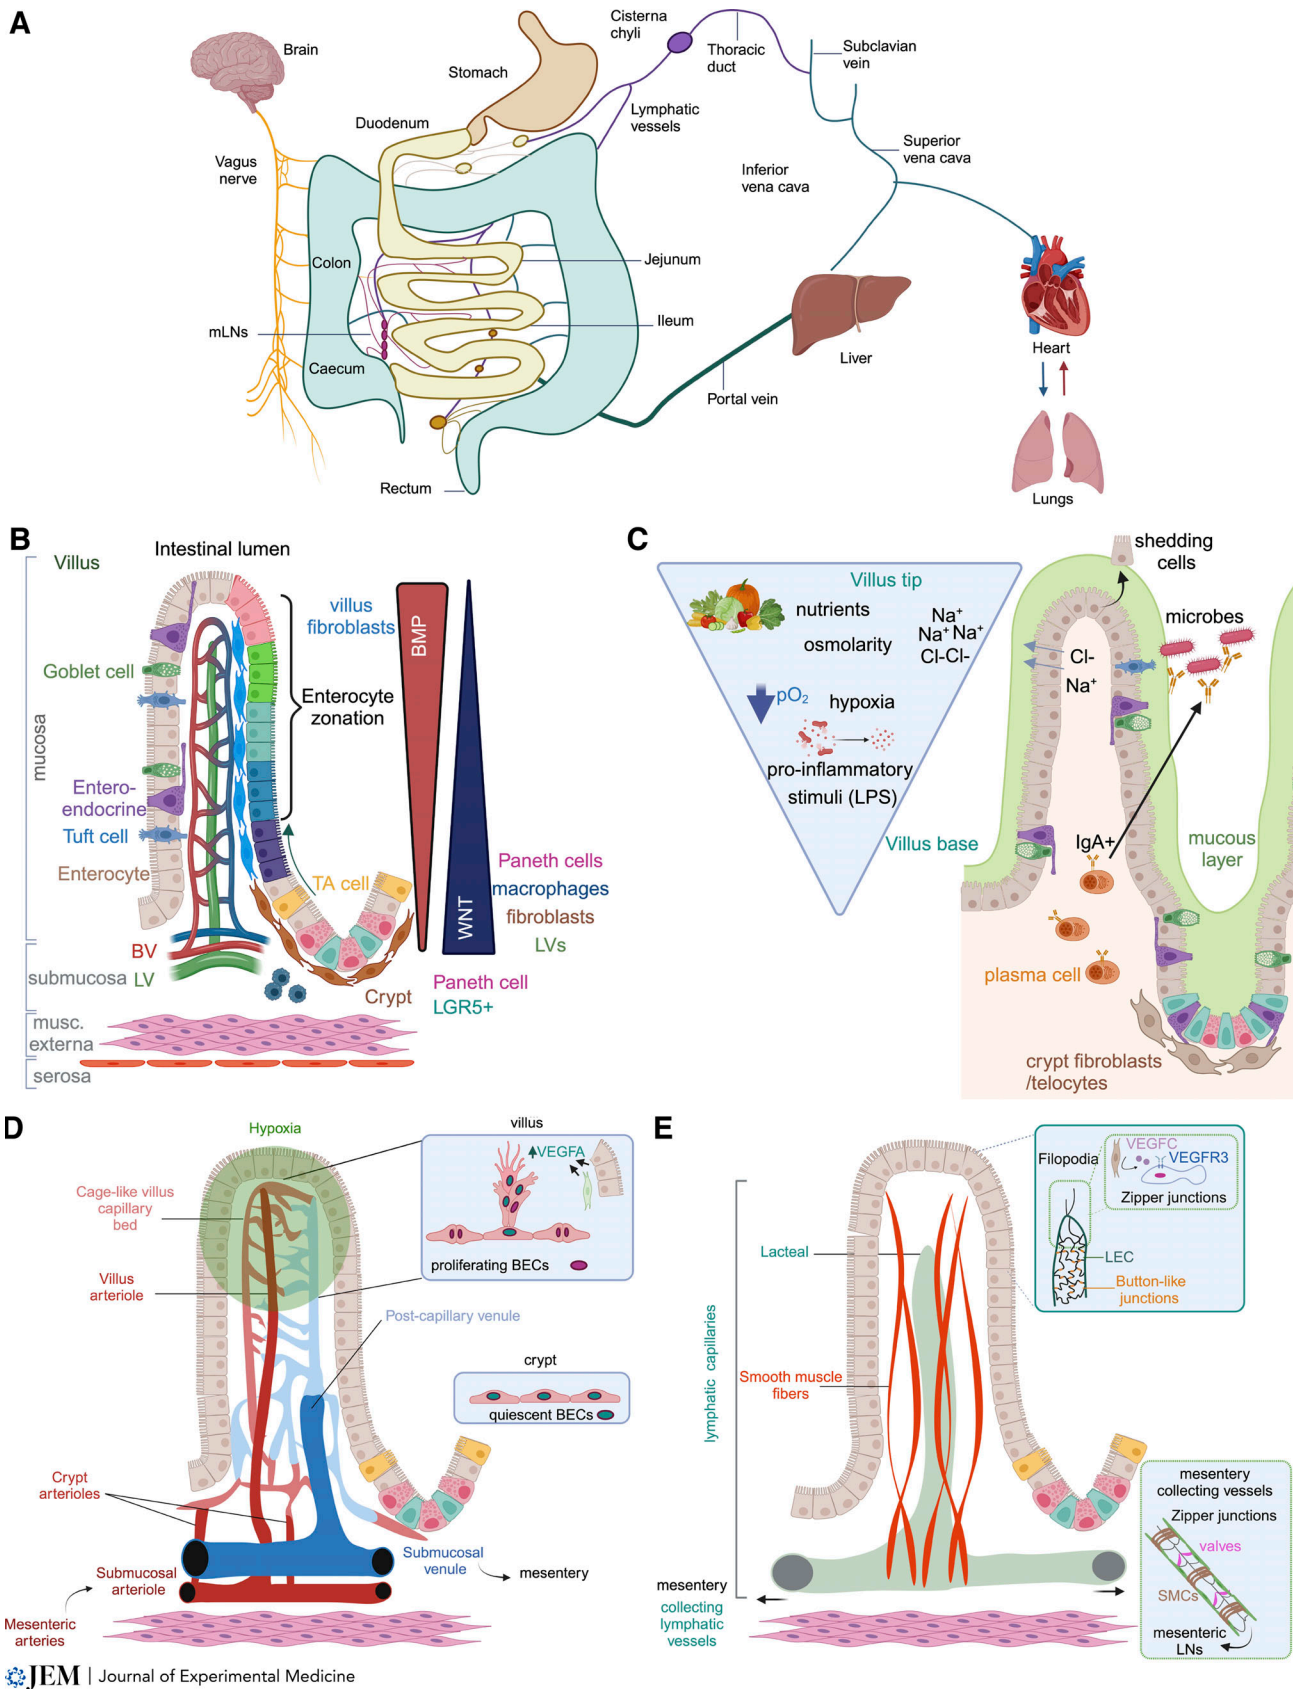 A
Brain
Vagus
nerve
Stomach
Duodenum
Cisterna
chyli
Thoracic
duct
Lymphatic
vessels
Subclavian
vein
Superior
vena cava
Inferior
vena cava
Colon
Jejunum
mLNs
Ileum
Caecum
Liver
Heart
Portal vein
Rectum
Lungs
B
Intestinal lumen
Villus
mucosa
villus
fibroblasts
BMP
Goblet cell
Enterocyte
zonation
Entero-
endocrine
Tuft cell
Enterocyte
TA cell
WNT
Paneth cells
macrophages
fibroblasts
LVs
BV
submucosa
LV
Crypt
Paneth cell
LGR5+
musc.
externa
serosa
C
Villus tip
nutrients
osmolarity
Na+
Na+ Na+
Cl-Cl-
pO2
hypoxia
pro-inflammatory
stimuli (LPS)
Villus base
shedding
cells
microbes
Cl-
Na+
IgA+
mucous
layer
plasma cell
crypt fibroblasts
/telocytes
D
Hypoxia
villus
VEGFA
proliferating BECs
Cage-like villus
capillary
bed
Villus
arteriole
Post-capillary venule
crypt
quiescent BECs
Crypt
arterioles
Submucosal
arteriole
Submucosal
venule
mesentery
Mesenteric
arteries
E
Filopodia
VEGFC
VEGFR3
Zipper junctions
LEC
Button-like
junctions
Lacteal
lymphatic capillaries
Smooth muscle
fibers
mesentery
collecting
lymphatic
vessels
mesentery
collecting vessels
Zipper junctions
valves
SMCs
mesenteric
LNs
JEM | Journal of Experimental Medicine